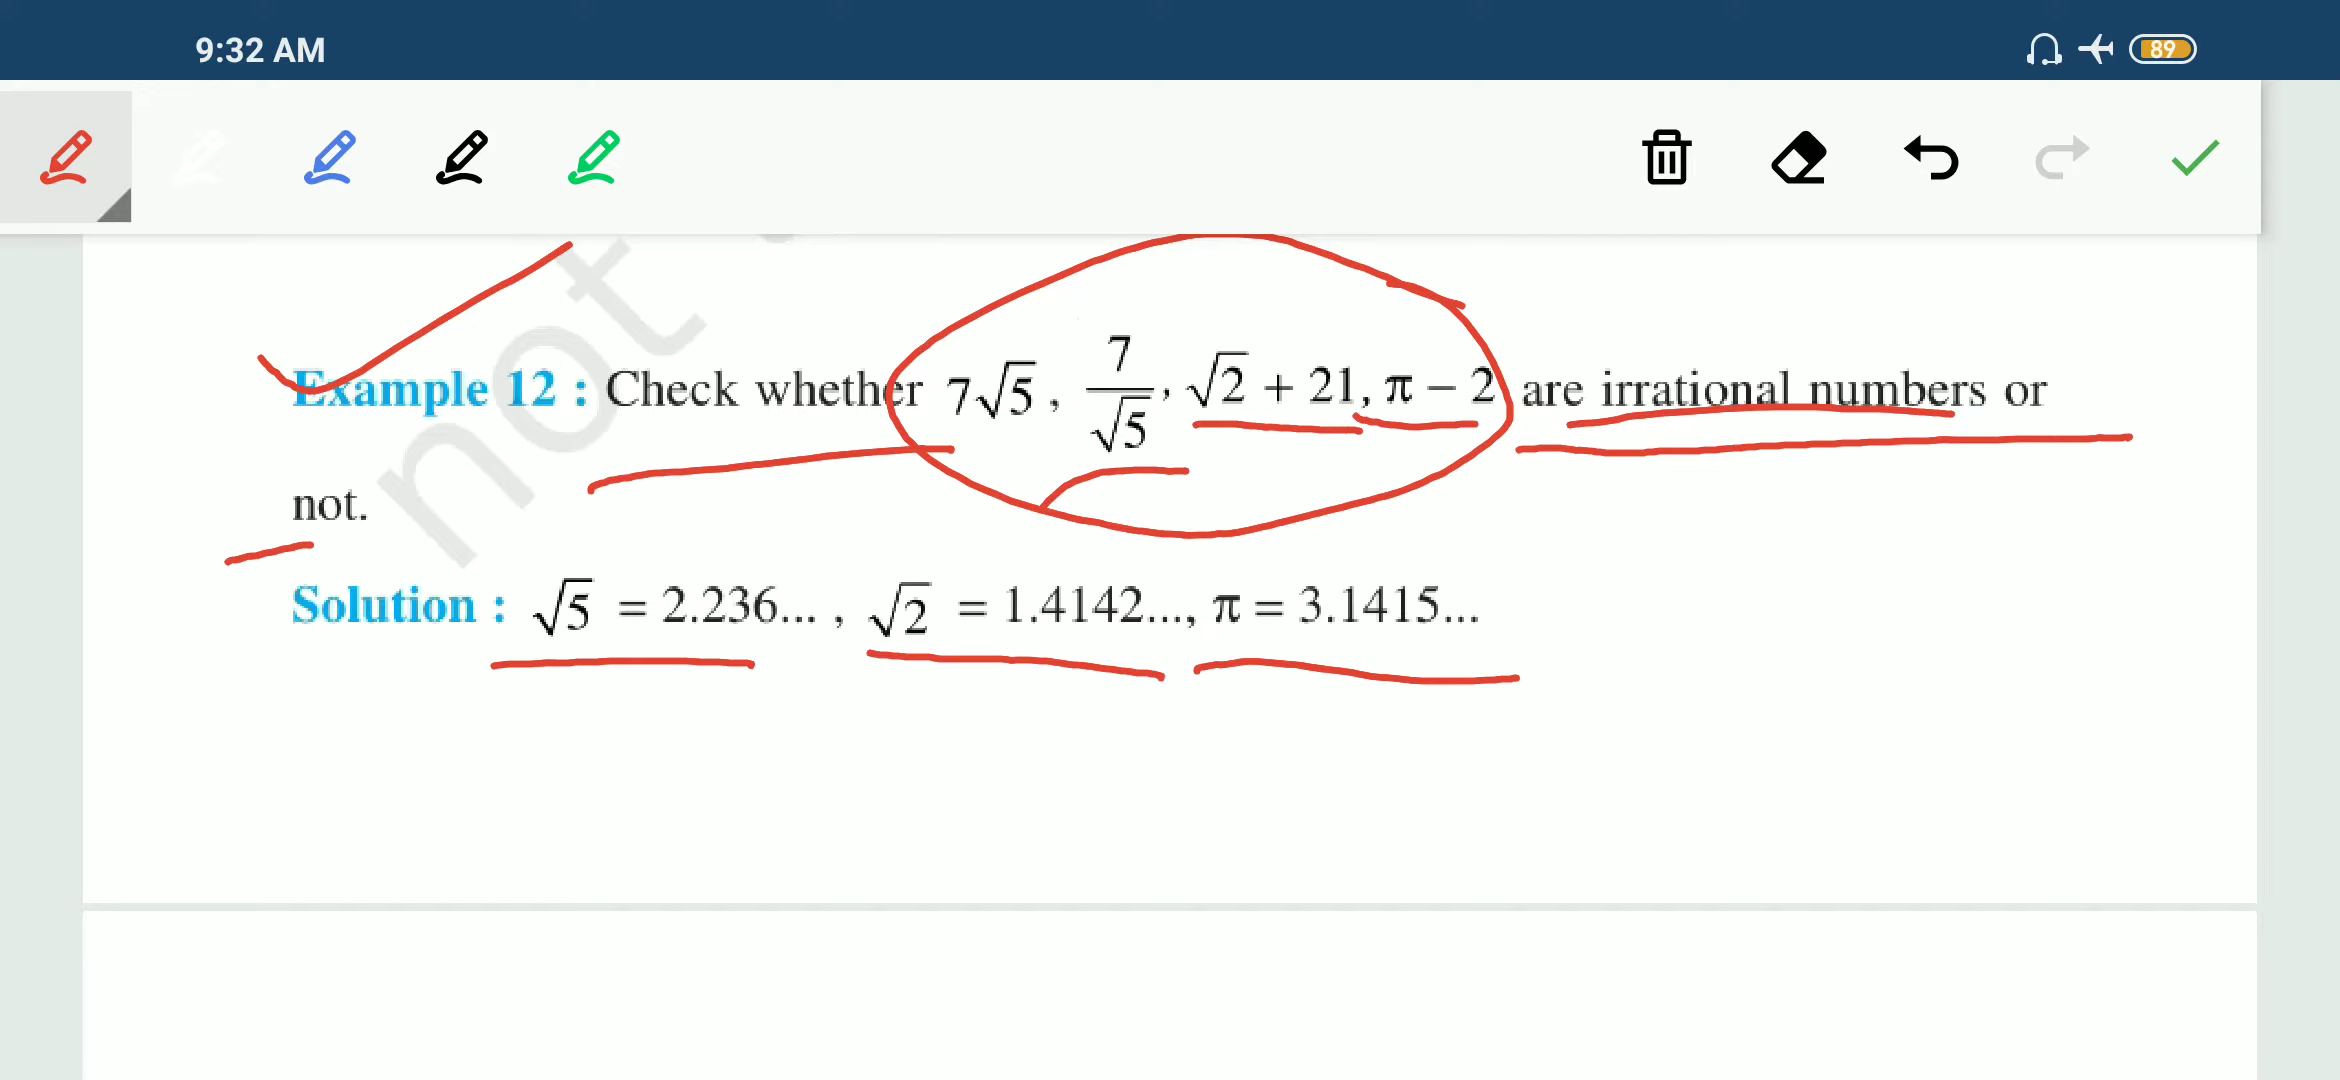 9:32 AM
89
not
Example 12 : Check whether 7√5 , 7/√5, √2 + 21, π – 2 are irrational numbers or
not.
Solution : √5 = 2.236... , √2 = 1.4142..., π = 3.1415...